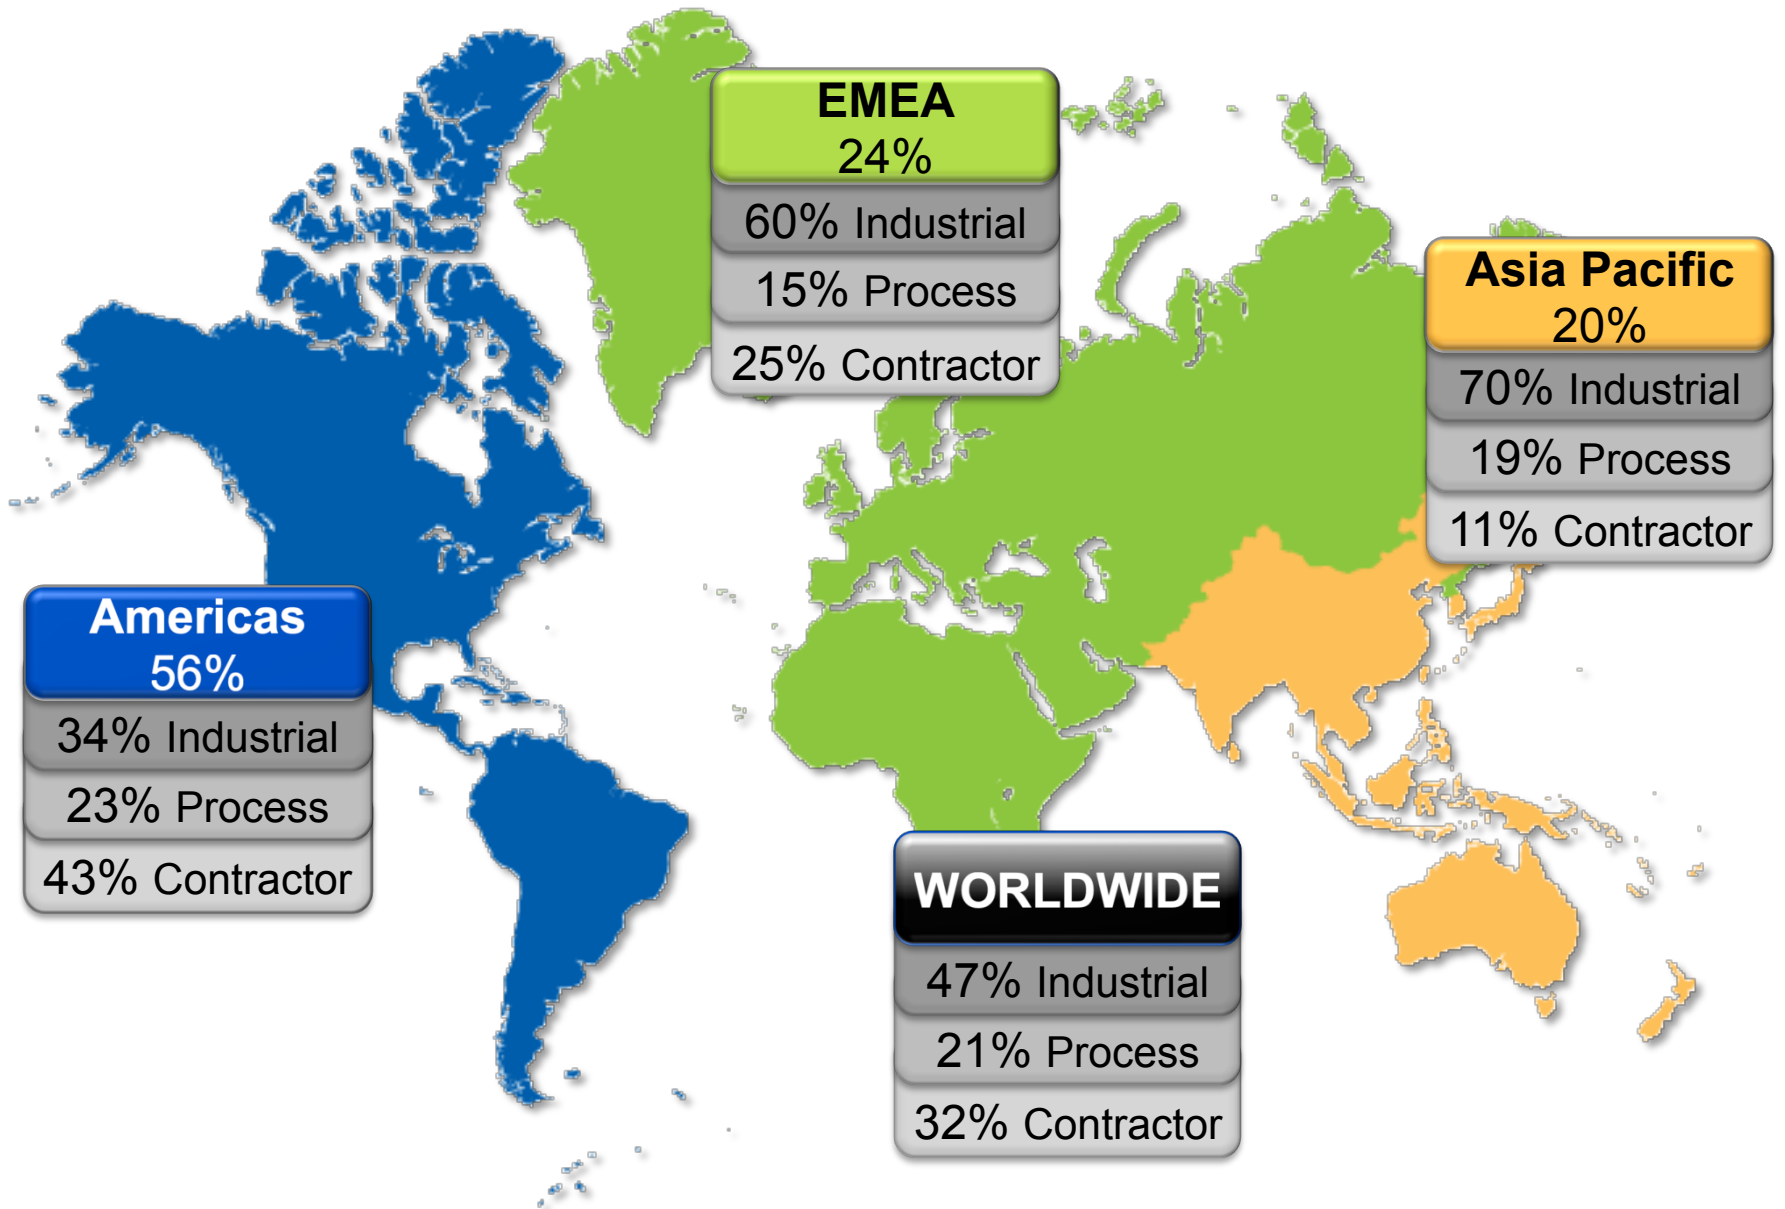 EMEA
24%
60% Industrial
15% Process
25% Contractor
Asia Pacific
20%
70% Industrial
19% Process
11% Contractor
Americas
56%
34% Industrial
23% Process
43% Contractor
WORLDWIDE
47% Industrial
21% Process
32% Contractor